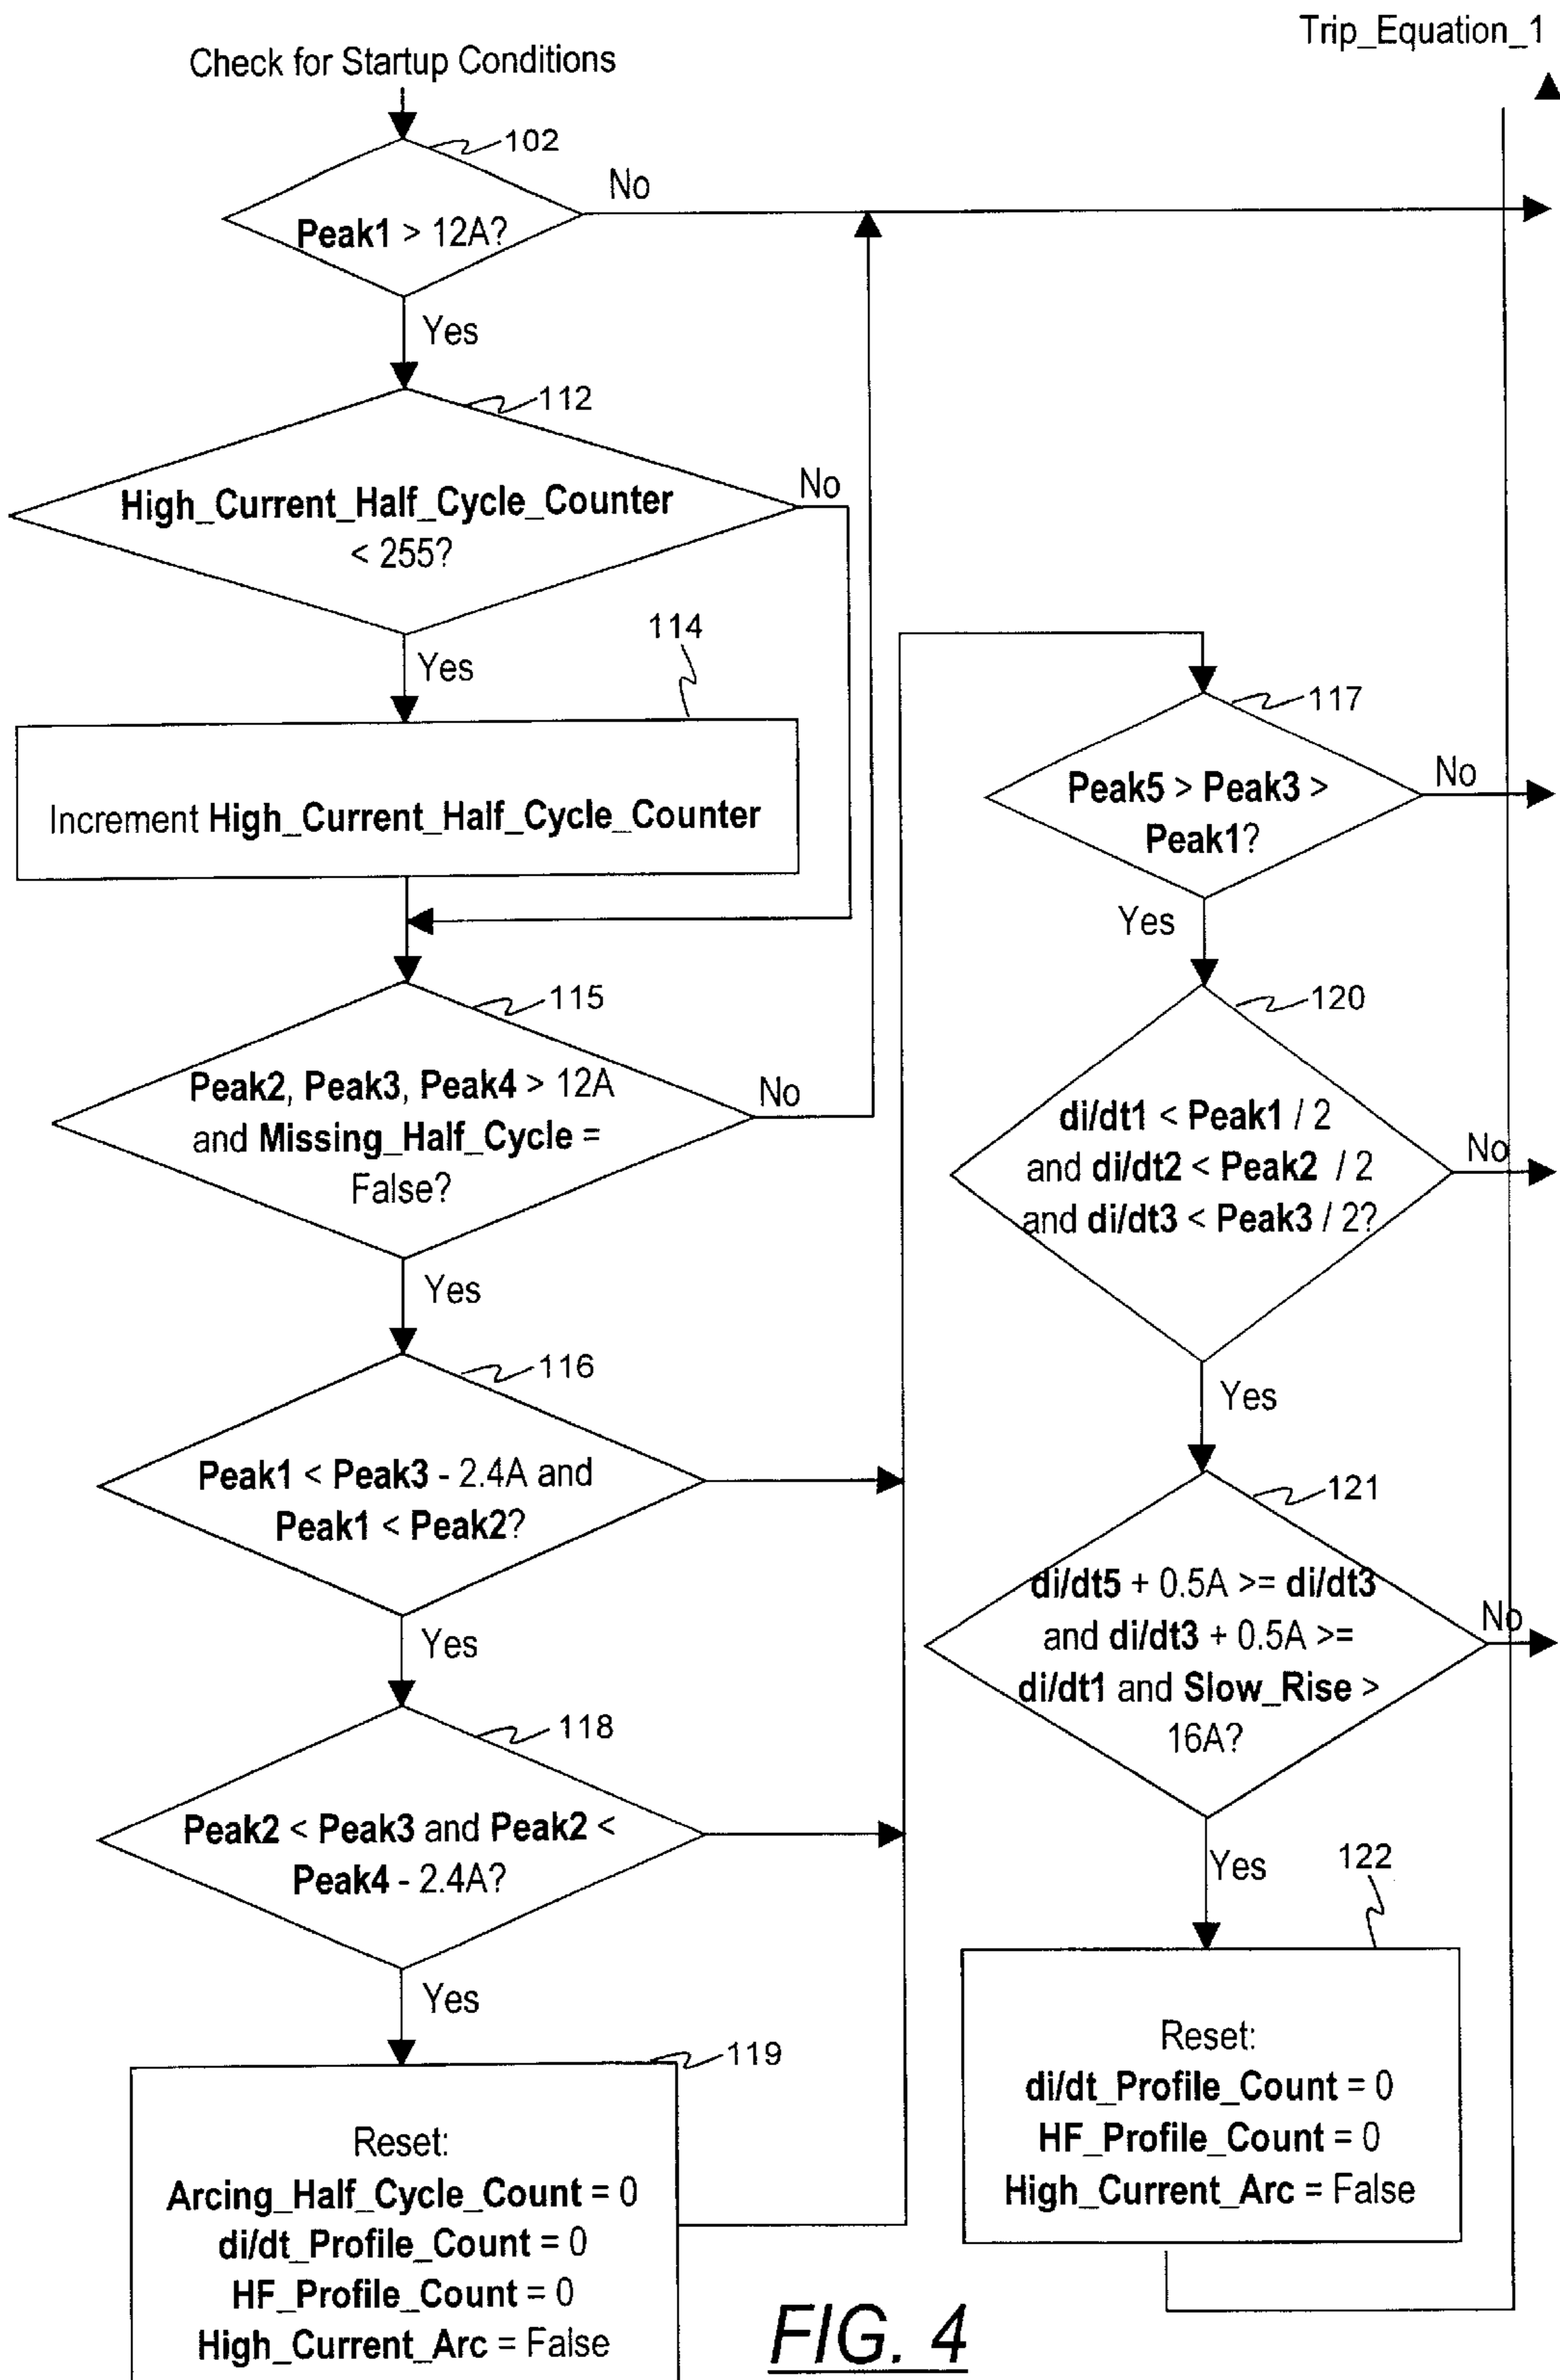 Trip_Equation_1
Check for Startup Conditions
102
No
Peak1 > 12A?
Yes
112
No
High_Current_Half_Cycle_Counter
< 255?
114
Yes
Increment High_Current_Half_Cycle_Counter
115
Peak2, Peak3, Peak4 > 12A
and Missing_Half_Cycle =
False?
No
Yes
116
Peak1 < Peak3 - 2.4A and
Peak1 < Peak2?
Yes
118
Peak2 < Peak3 and Peak2 <
Peak4 - 2.4A?
Yes
119
Reset:
Arcing_Half_Cycle_Count = 0
di/dt_Profile_Count = 0
HF_Profile_Count = 0
High_Current_Arc = False
117
Peak5 > Peak3 >
Peak1?
No
Yes
120
di/dt1 < Peak1 / 2
and di/dt2 < Peak2 / 2
and di/dt3 < Peak3 / 2?
No
Yes
121
di/dt5 + 0.5A >= di/dt3
and di/dt3 + 0.5A >=
di/dt1 and Slow_Rise >
16A?
No
Yes
122
Reset:
di/dt_Profile_Count = 0
HF_Profile_Count = 0
High_Current_Arc = False
FIG. 4